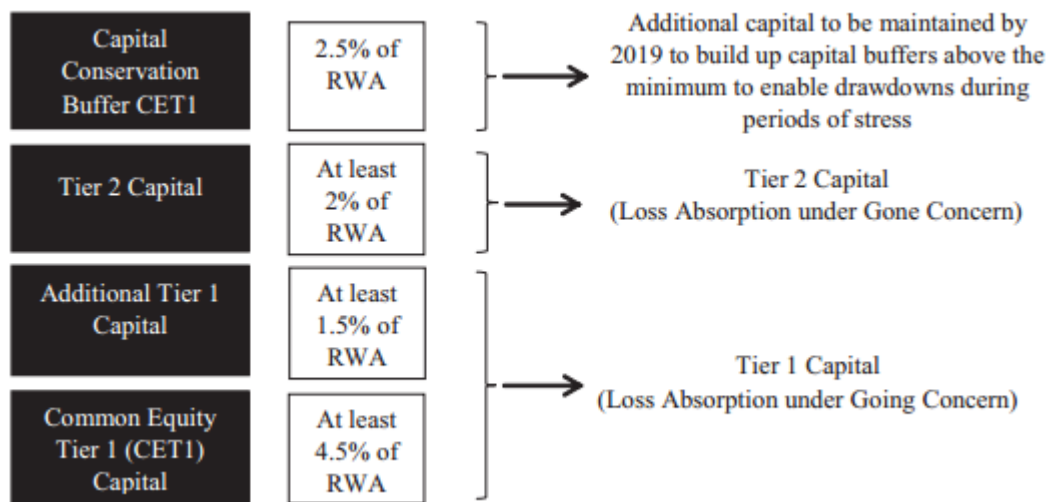 Capital
Conservation
Buffer CET1
2.5% of
RWA
Additional capital to be maintained by
2019 to build up capital buffers above the
minimum to enable drawdowns during
periods of stress
Tier 2 Capital
At least
2% of
RWA
Tier 2 Capital
(Loss Absorption under Gone Concern)
Additional Tier 1
Capital
At least
1.5% of
RWA
Tier 1 Capital
(Loss Absorption under Going Concern)
Common Equity
Tier 1 (CET1)
Capital
At least
4.5% of
RWA